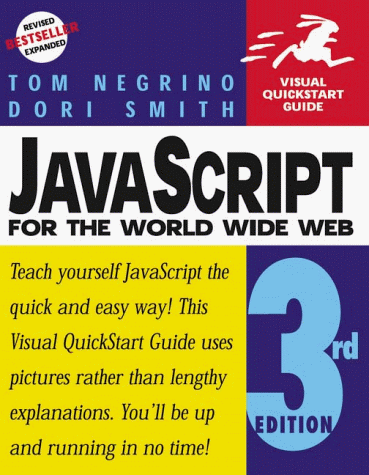 REVISED
BESTSELLER
EXPANDED
TOM NEGRINO
DORI SMITH
VISUAL
QUICKSTART
GUIDE
JAVASCRIPT
FOR THE WORLD WIDE WEB
Teach yourself JavaScript the
quick and easy way! This
Visual QuickStart Guide uses
pictures rather than lengthy
explanations. You'll be up
and running in no time!
3rd
EDITION